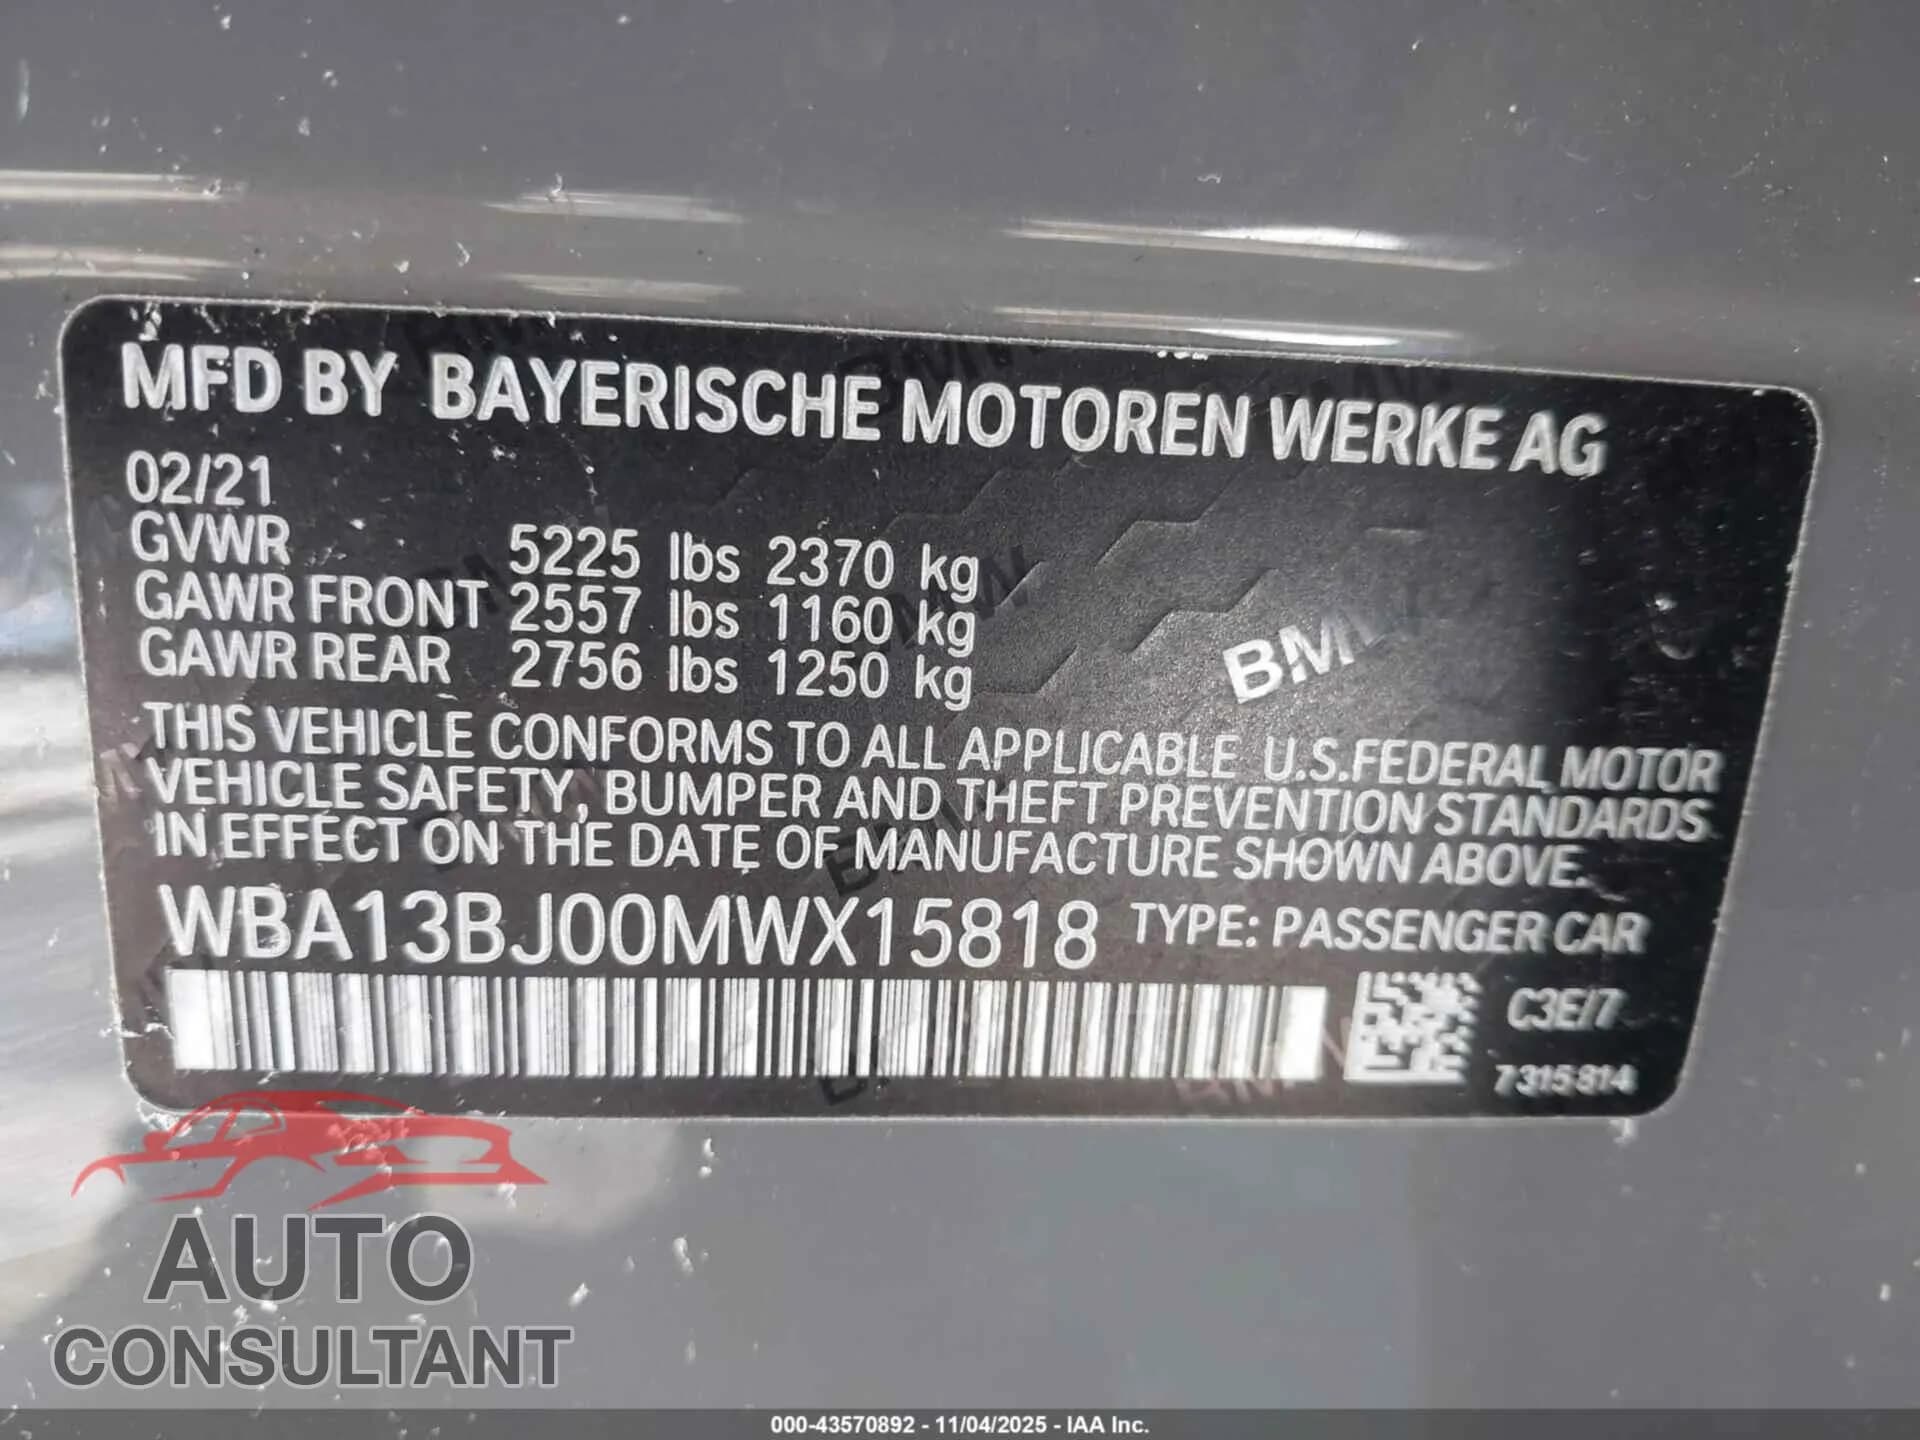 MFD BY BAYERISCHE MOTOREN WERKE AG
02/21
GVWR 5225 lbs 2370 kg
GAWR FRONT 2557 lbs 1160 kg
GAWR REAR 2756 lbs 1250 kg
BMW
THIS VEHICLE CONFORMS TO ALL APPLICABLE U.S.FEDERAL MOTOR
VEHICLE SAFETY, BUMPER AND THEFT PREVENTION STANDARDS
IN EFFECT ON THE DATE OF MANUFACTURE SHOWN ABOVE.
WBA13BJ00MWX15818 TYPE: PASSENGER CAR
C3E/7
7315814
AUTO
CONSULTANT
000-43570892 - 11/04/2025 - IAA Inc.